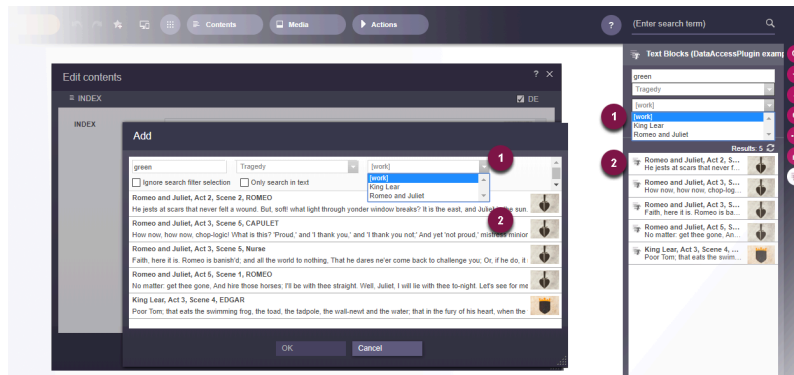 Contents
Media
Actions
?
(Enter search term)
Edit contents
? ×
INDEX
DE
INDEX
Add
green
Tragedy
[work]
1
[work]
King Lear
Romeo and Juliet
Ignore search filter selection
Only search in text
Romeo and Juliet, Act 2, Scene 2, ROMEO
He jests at scars that never felt a wound. But, soft! what light through yonder window breaks? It is the east, and Juliet is the sun.
2
Romeo and Juliet, Act 3, Scene 5, CAPULET
How now, how now, chop-logic! What is this? 'Proud,' and 'I thank you,' and 'I thank you not;' And yet 'not proud,' mistress minion
Romeo and Juliet, Act 3, Scene 5, Nurse
Faith, here it is. Romeo is banish'd; and all the world to nothing, That he dares ne'er come back to challenge you; Or, if he do, it
Romeo and Juliet, Act 5, Scene 1, ROMEO
No matter: get thee gone, And hire those horses; I'll be with thee straight. Well, Juliet, I will lie with thee to-night. Let's see for me
King Lear, Act 3, Scene 4, EDGAR
Poor Tom; that eats the swimming frog, the toad, the tadpole, the wall-newt and the water; that in the fury of his heart, when the
OK
Cancel
Text Blocks (DataAccessPlugin examp
green
Tragedy
[work]
1
[work]
King Lear
Romeo and Juliet
Results: 5
2
Romeo and Juliet, Act 2, S...
He jests at scars that never f...
Romeo and Juliet, Act 3, S...
How now, how now, chop-log...
Romeo and Juliet, Act 3, S...
Faith, here it is. Romeo is ba...
Romeo and Juliet, Act 5, S...
No matter: get thee gone, An...
King Lear, Act 3, Scene 4, ...
Poor Tom; that eats the swim...